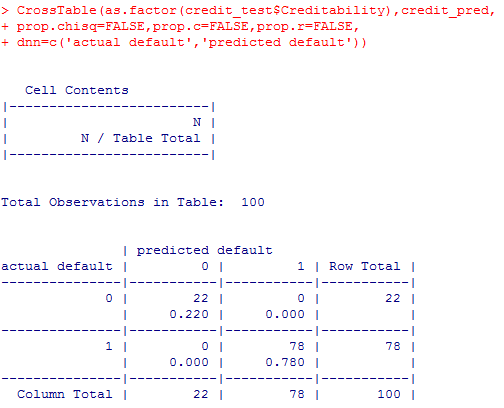 > CrossTable(as.factor(credit_test$Creditability),credit_pred,
+ prop.chisq=FALSE,prop.c=FALSE,prop.r=FALSE,
+ dnn=c('actual default','predicted default'))
Cell Contents
|-------------------------|
| N |
| N / Table Total |
|-------------------------|
Total Observations in Table: 100
| predicted default
actual default | 0 | 1 | Row Total |
---------------|-----------|-----------|-----------|
0 | 22 | 0 | 22 |
| 0.220 | 0.000 | |
---------------|-----------|-----------|-----------|
1 | 0 | 78 | 78 |
| 0.000 | 0.780 | |
---------------|-----------|-----------|-----------|
Column Total | 22 | 78 | 100 |